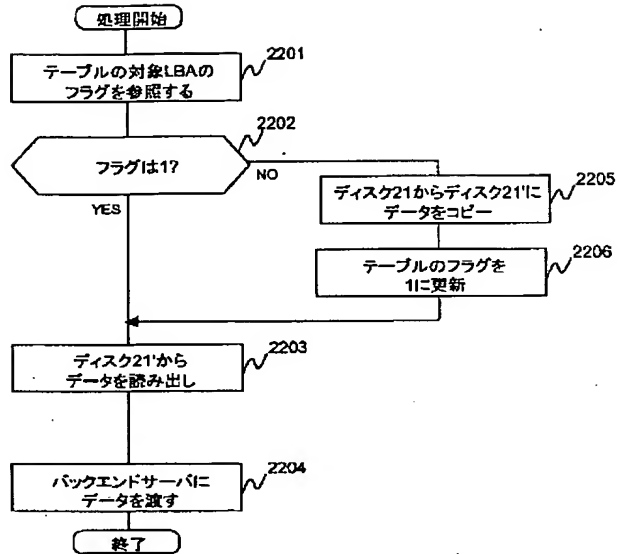 処理開始
テーブルの対象LBAの
フラグを参照する
2201
フラグは1?
2202
NO
YES
ディスク21からディスク21'に
データをコピー
2205
テーブルのフラグを
1に更新
2206
ディスク21'から
データを読み出し
2203
バックエンドサーバに
データを渡す
2204
終了